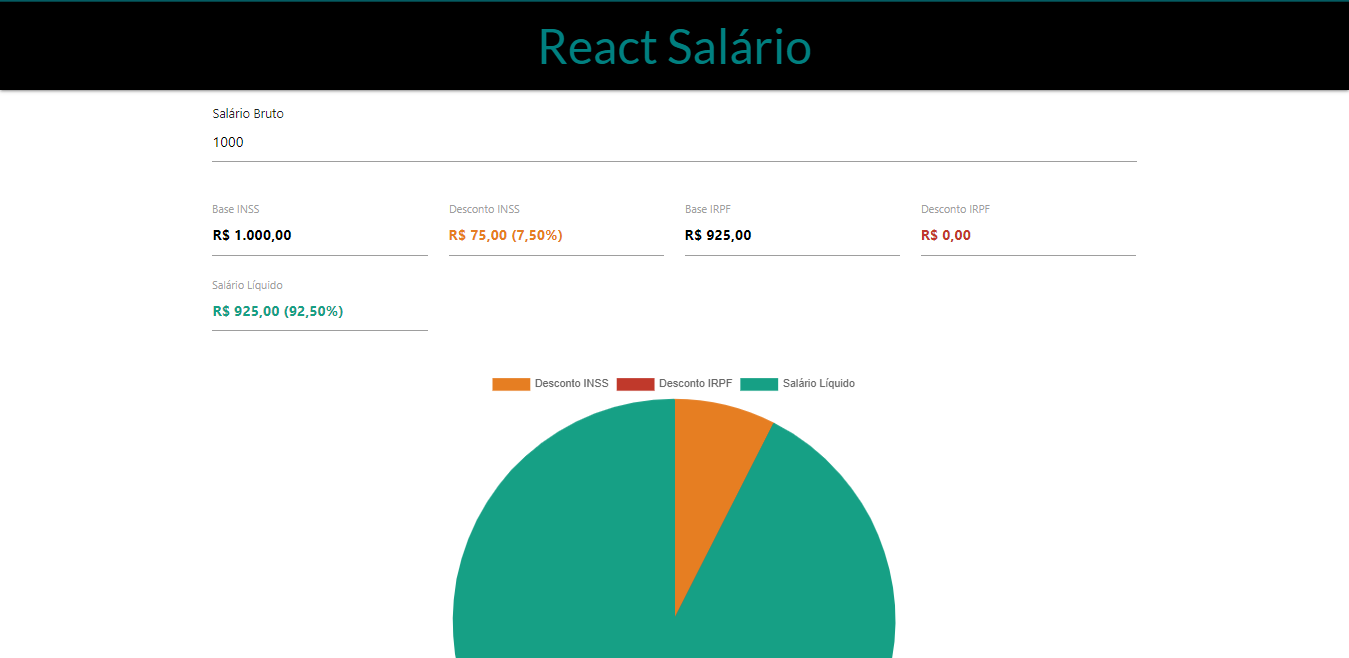 React Salário
Salário Bruto
1000
Base INSS Desconto INSS Base IRPF Desconto IRPF
R$ 1.000,00 R$ 75,00 (7,50%) R$ 925,00 R$ 0,00
Salário Líquido
R$ 925,00 (92,50%)
Desconto INSS Desconto IRPF Salário Líquido